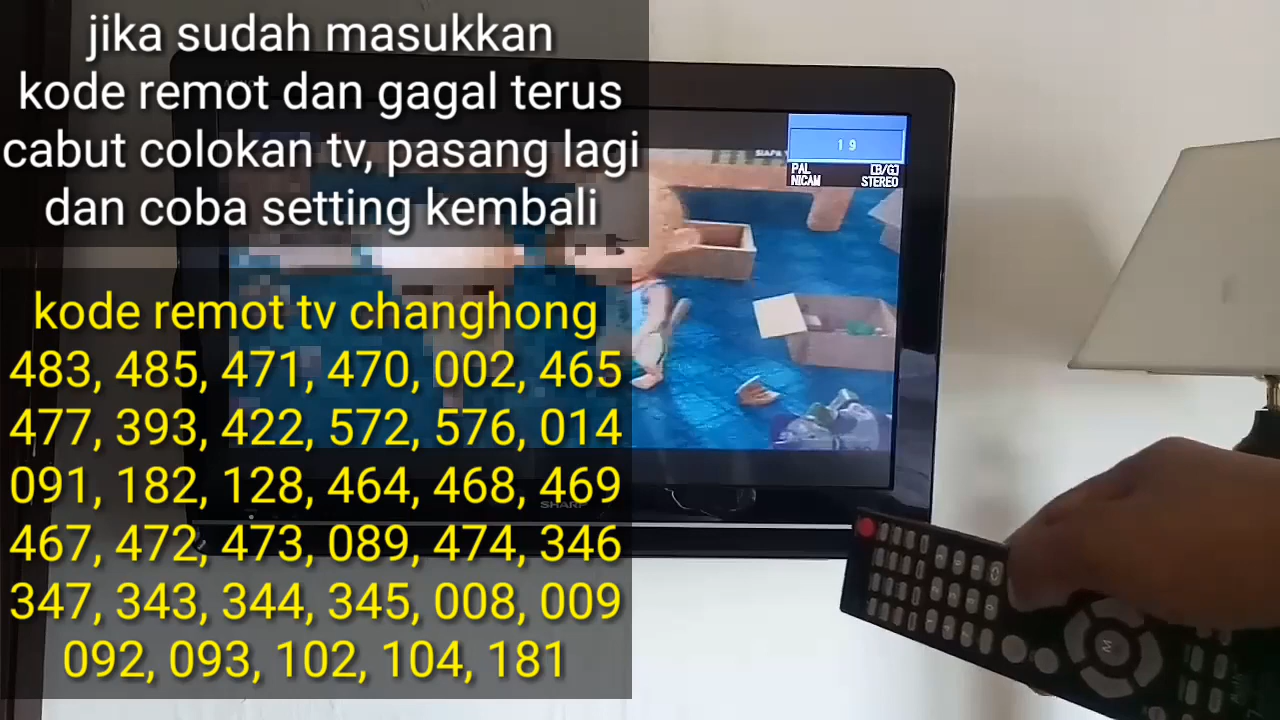 jika sudah masukkan
kode remot dan gagal terus
cabut colokan tv, pasang lagi
dan coba setting kembali
19
SIAPA
PAL [B/G]
NICAM STEREO
kode remot tv changhong
483, 485, 471, 470, 002, 465
477, 393, 422, 572, 576, 014
091, 182, 128, 464, 468, 469
467, 472, 473, 089, 474, 346
347, 343, 344, 345, 008, 009
092, 093, 102, 104, 181
SHARP
M